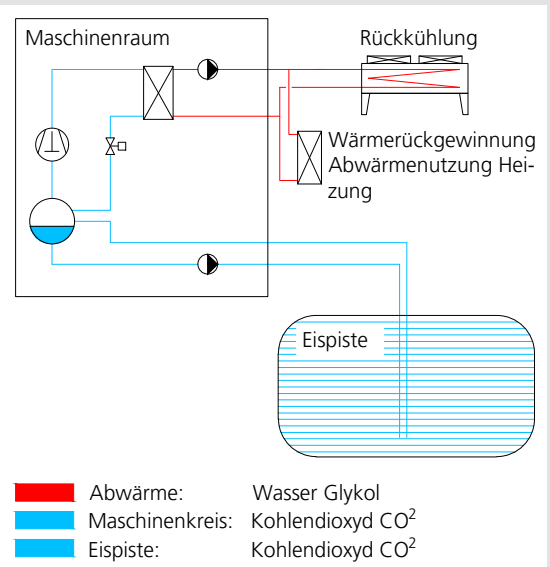 Maschinenraum
Rückkühlung
Wärmerückgewinnung
Abwärmenutzung Hei-
zung
Eispiste
Abwärme: Wasser Glykol
Maschinenkreis: Kohlendioxyd CO²
Eispiste: Kohlendioxyd CO²